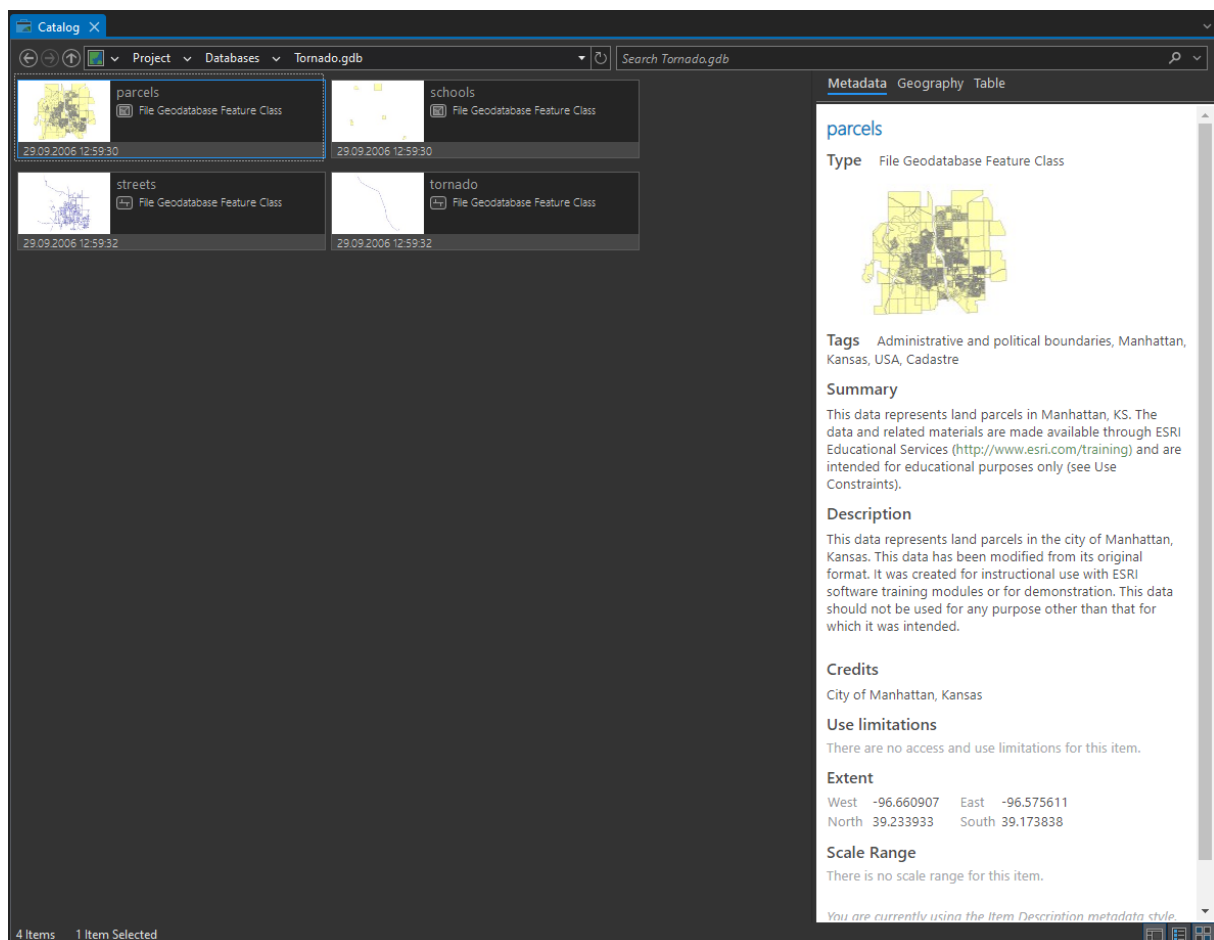 Catalog
Project Databases Tornado.gdb Search Tornado.gdb
parcels
File Geodatabase Feature Class
29.09.2006 12:59:30
schools
File Geodatabase Feature Class
29.09.2006 12:59:30
streets
File Geodatabase Feature Class
29.09.2006 12:59:32
tornado
File Geodatabase Feature Class
29.09.2006 12:59:32
Metadata Geography Table
parcels
Type File Geodatabase Feature Class
Tags Administrative and political boundaries, Manhattan,
Kansas, USA, Cadastre
Summary
This data represents land parcels in Manhattan, KS. The
data and related materials are made available through ESRI
Educational Services (http://www.esri.com/training) and are
intended for educational purposes only (see Use
Constraints).
Description
This data represents land parcels in the city of Manhattan,
Kansas. This data has been modified from its original
format. It was created for instructional use with ESRI
software training modules or for demonstration. This data
should not be used for any purpose other than that for
which it was intended.
Credits
City of Manhattan, Kansas
Use limitations
There are no access and use limitations for this item.
Extent
West -96.660907 East -96.575611
North 39.233933 South 39.173838
Scale Range
There is no scale range for this item.
You are currently using the Item Description metadata style.
4 Items 1 Item Selected